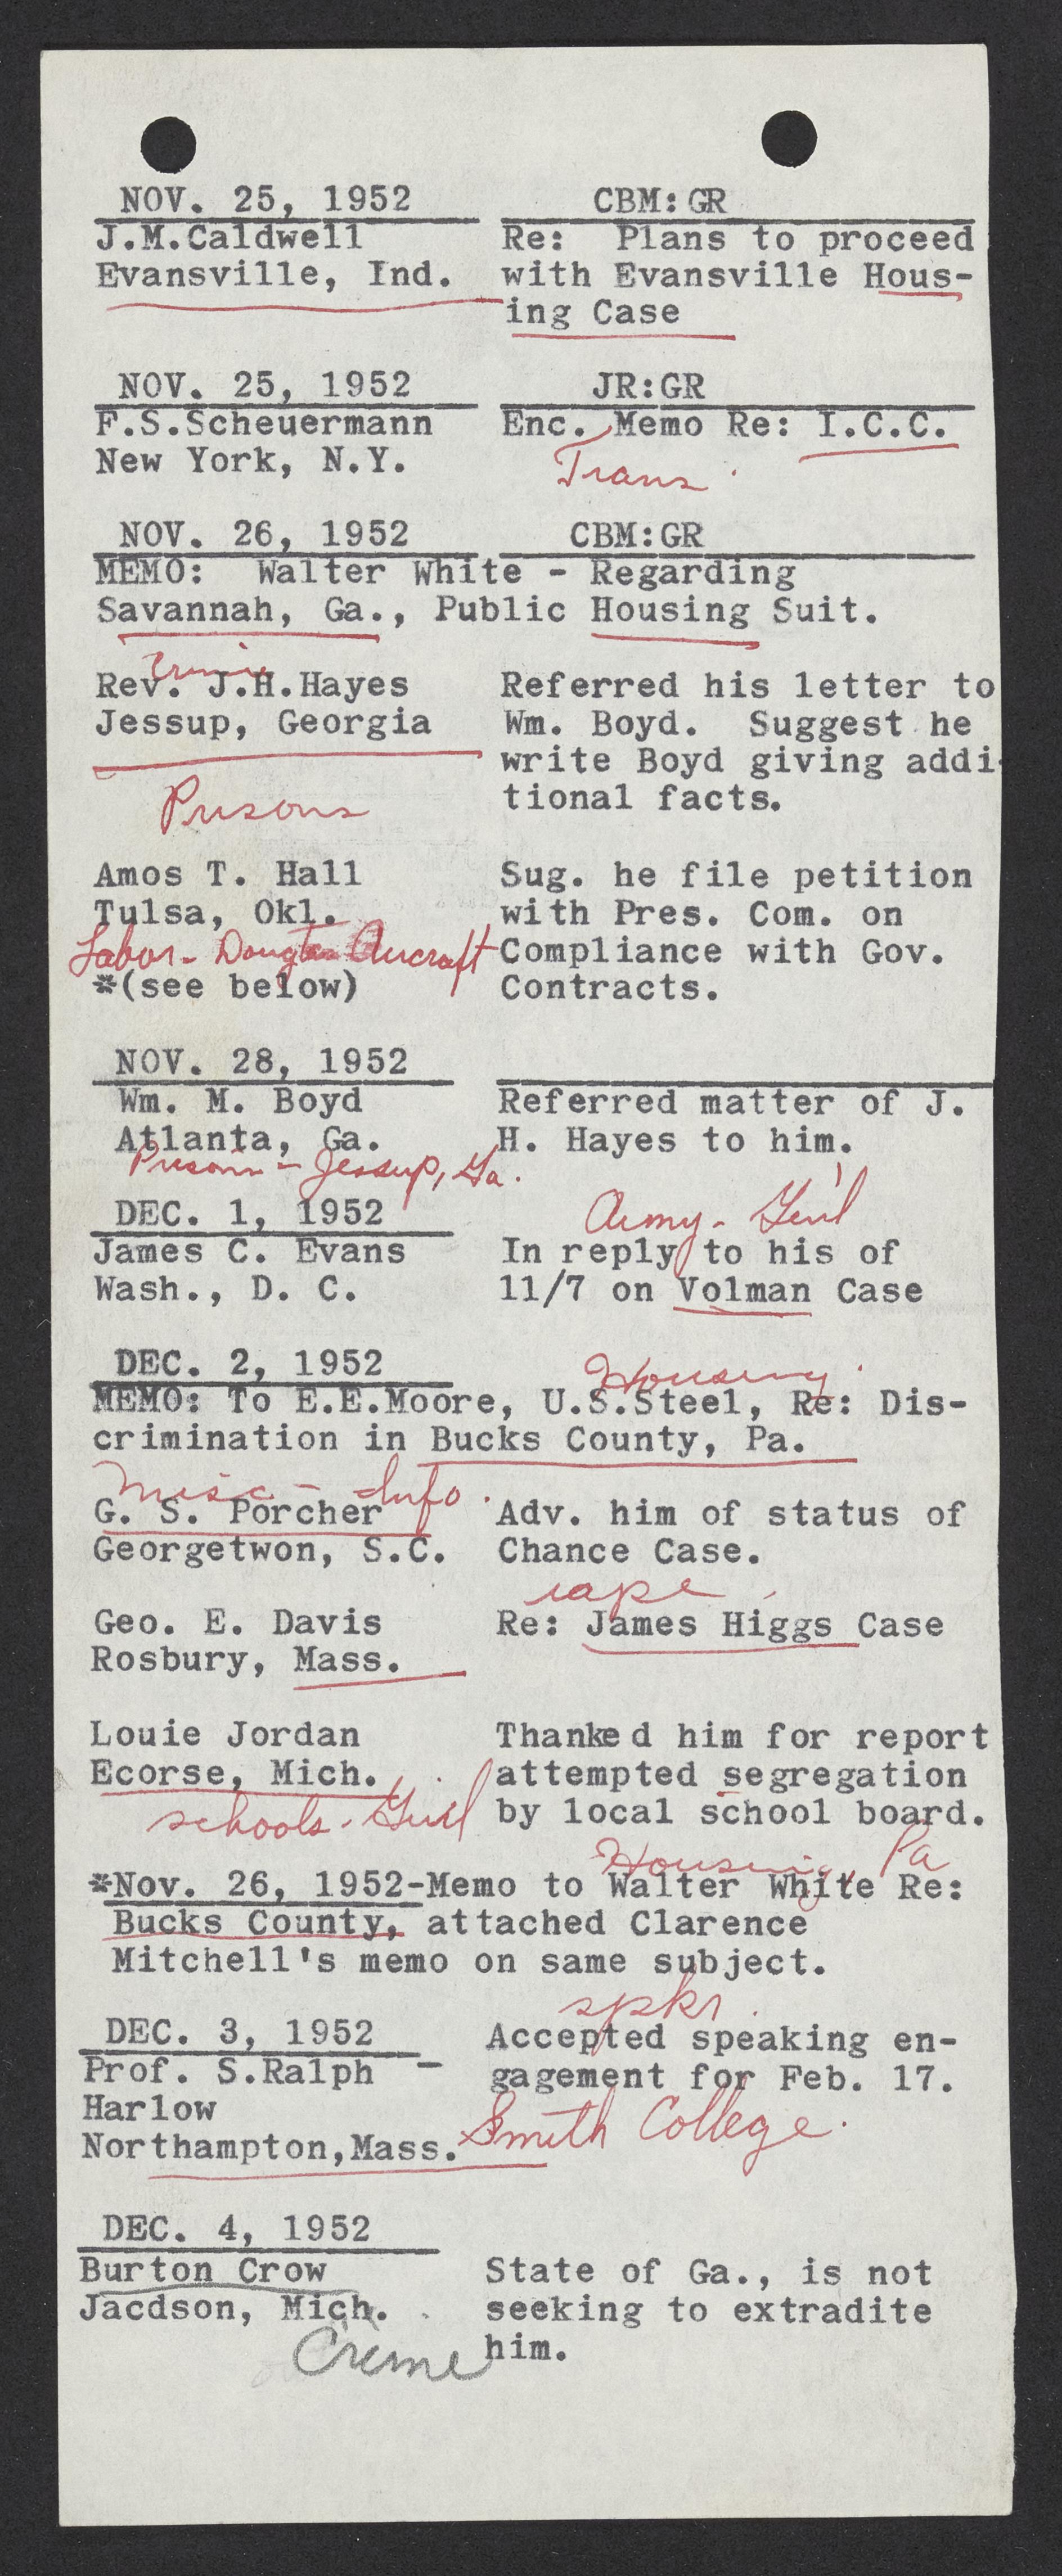 NOV. 25, 1952 CBM:GR
J.M.Caldwell Re: Plans to proceed
Evansville, Ind. with Evansville Hous-
ing Case
NOV. 25, 1952 JR:GR
F.S.Scheuermann Enc. Memo Re: I.C.C.
New York, N.Y. Trans.
NOV. 26, 1952 CBM:GR
MEMO: Walter White - Regarding
Savannah, Ga., Public Housing Suit.
Rev. J.H.Hayes Referred his letter to
Jessup, Georgia Wm. Boyd. Suggest he
write Boyd giving addi-
Prisons tional facts.
Amos T. Hall Sug. he file petition
Tulsa, Okl. with Pres. Com. on
Labor - Douglas Aircraft Compliance with Gov.
*(see below) Contracts.
NOV. 28, 1952
Wm. M. Boyd Referred matter of J.
Atlanta, Ga. H. Hayes to him.
Prisons - Jessup, Ga.
DEC. 1, 1952 Army - Gen'l
James C. Evans In reply to his of
Wash., D. C. 11/7 on Volman Case
DEC. 2, 1952 Housing
MEMO: To E.E.Moore, U.S.Steel, Re: Dis-
crimination in Bucks County, Pa.
Misc - Info.
G. S. Porcher Adv. him of status of
Georgetwon, S.C. Chance Case.
rape
Geo. E. Davis Re: James Higgs Case
Rosbury, Mass.
Louie Jordan Thanked him for report
Ecorse, Mich. attempted segregation
schools - Gen'l by local school board.
Housing, Pa
*Nov. 26, 1952-Memo to Walter White Re:
Bucks County, attached Clarence
Mitchell's memo on same subject.
spkr.
DEC. 3, 1952 Accepted speaking en-
Prof. S.Ralph - gagement for Feb. 17.
Harlow
Northampton,Mass. Smith College.
DEC. 4, 1952
Burton Crow State of Ga., is not
Jacdson, Mich. seeking to extradite
Crime him.